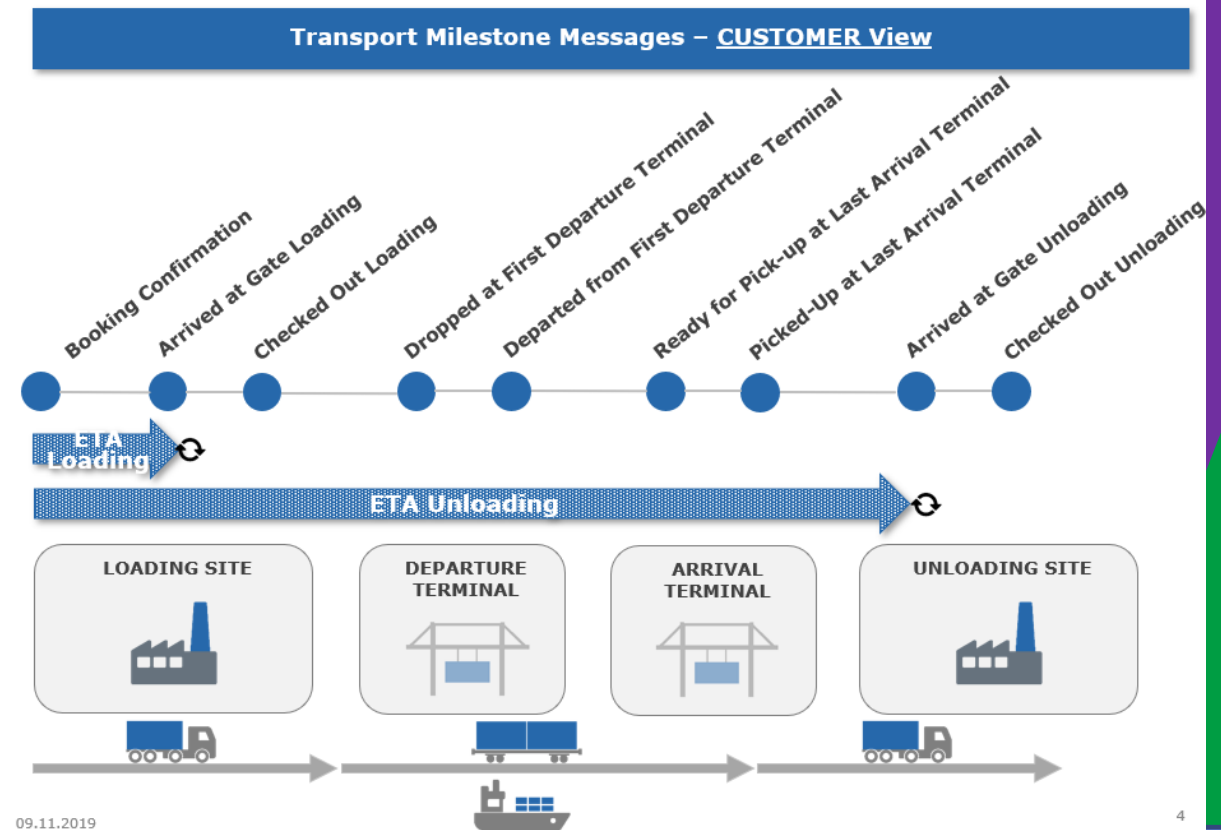 Transport Milestone Messages – CUSTOMER View
Booking Confirmation
Arrived at Gate Loading
Checked Out Loading
Dropped at First Departure Terminal
Departed from First Departure Terminal
Ready for Pick-up at Last Arrival Terminal
Picked-Up at Last Arrival Terminal
Arrived at Gate Unloading
Checked Out Unloading
ETA
Loading
ETA Unloading
LOADING SITE
DEPARTURE
TERMINAL
ARRIVAL
TERMINAL
UNLOADING SITE
09.11.2019
4